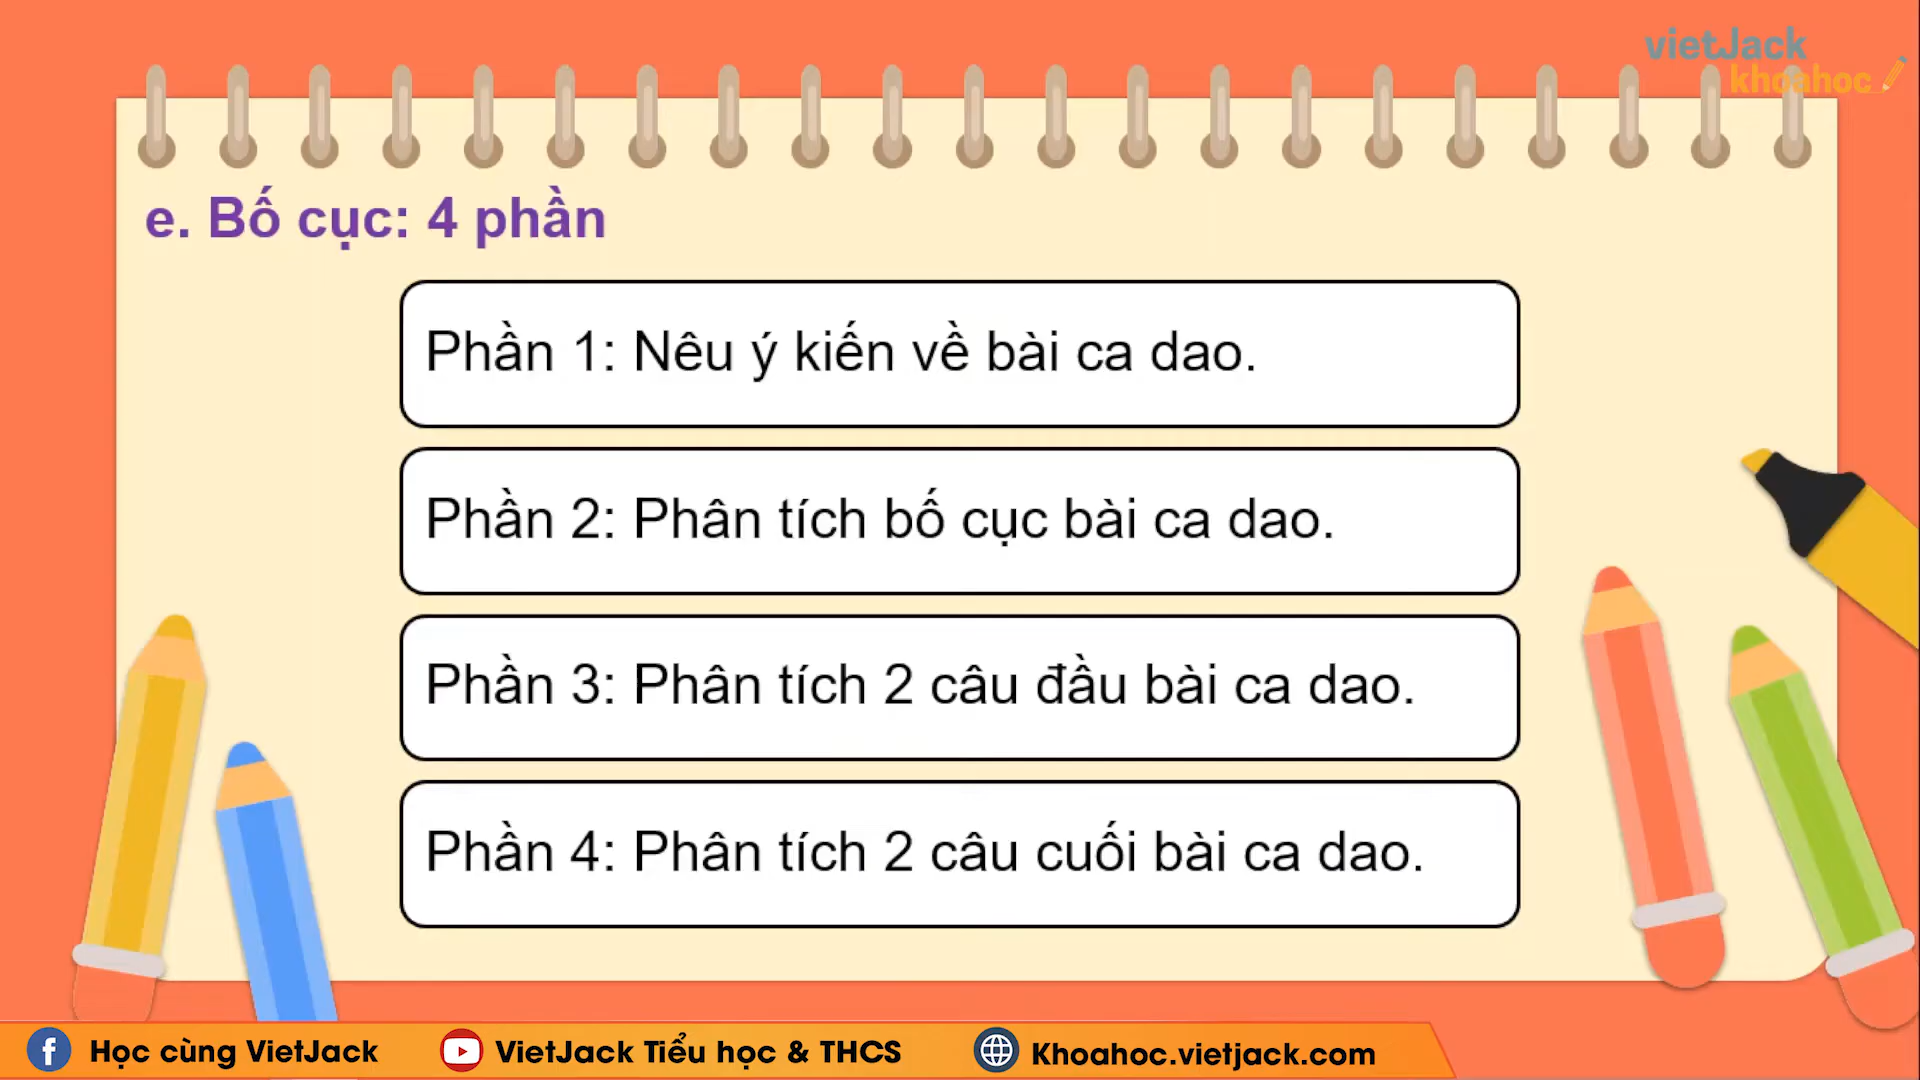 vietJack
khoahoc
e. Bố cục: 4 phần
Phần 1: Nêu ý kiến về bài ca dao.
Phần 2: Phân tích bố cục bài ca dao.
Phần 3: Phân tích 2 câu đầu bài ca dao.
Phần 4: Phân tích 2 câu cuối bài ca dao.
Học cùng VietJack
VietJack Tiểu học & THCS
Khoahoc.vietjack.com